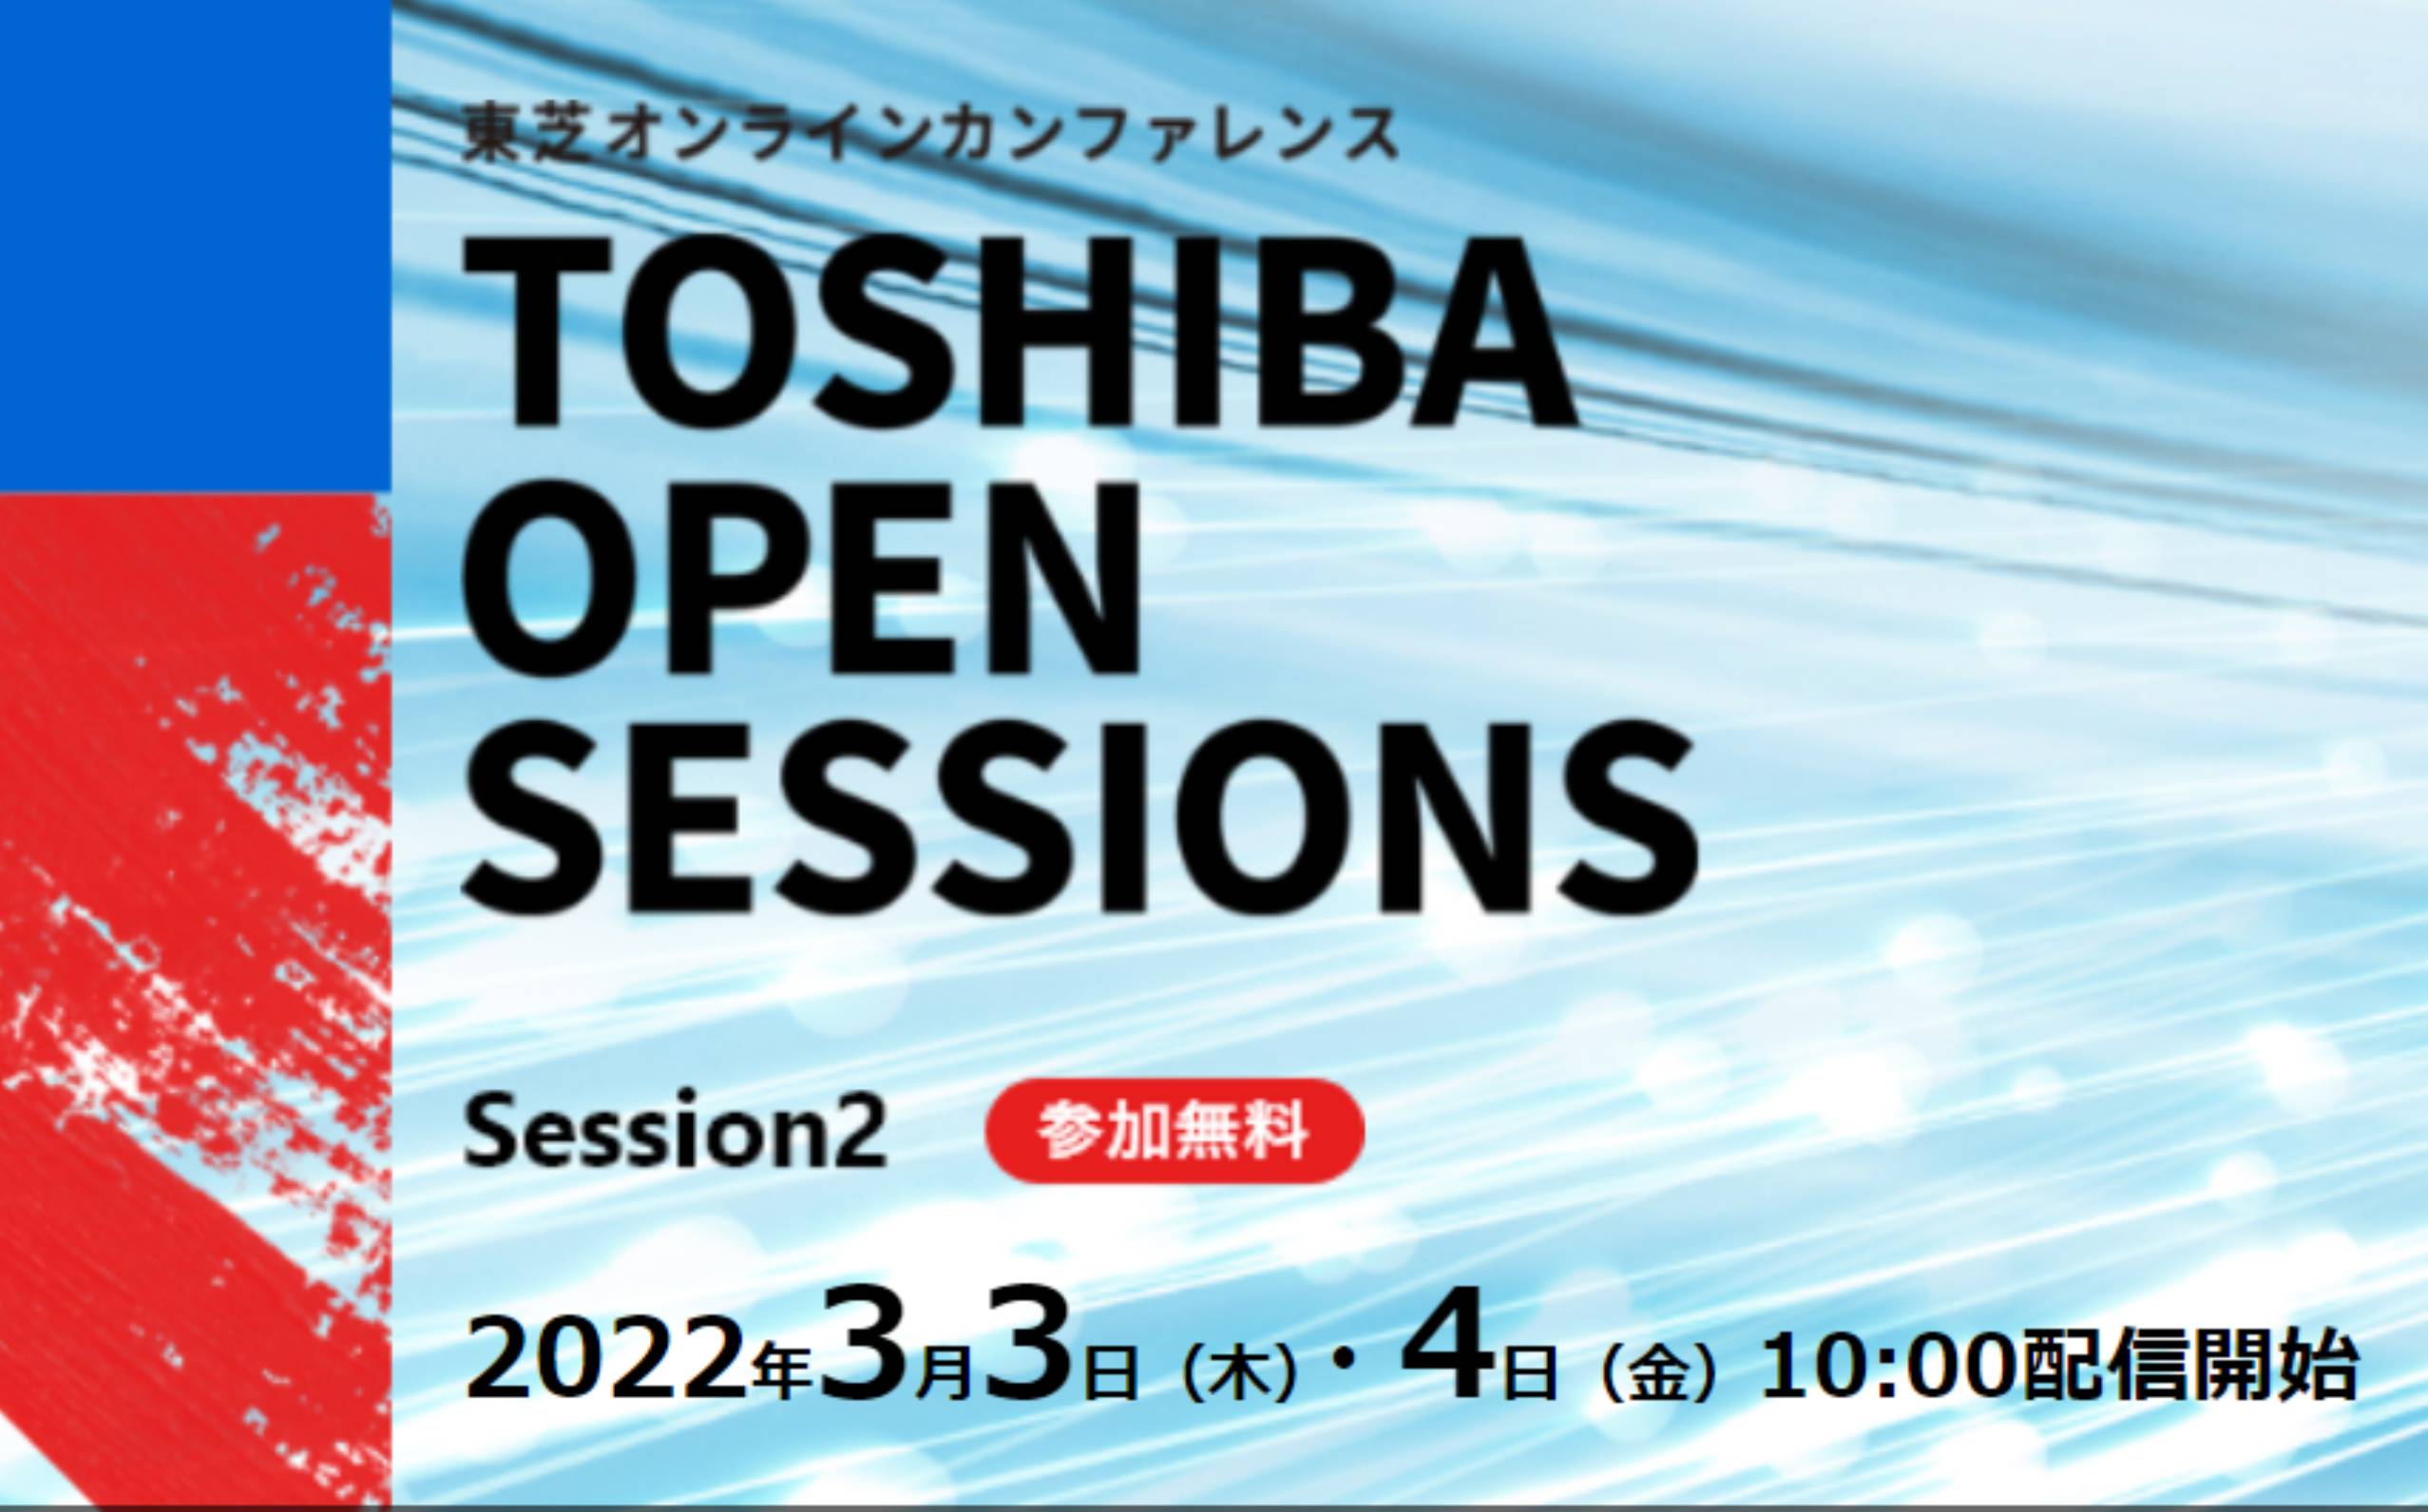 東芝オンラインカンファレンス
TOSHIBA
OPEN
SESSIONS
Session2 参加無料
2022年3月3日（木）・4日（金）10:00配信開始